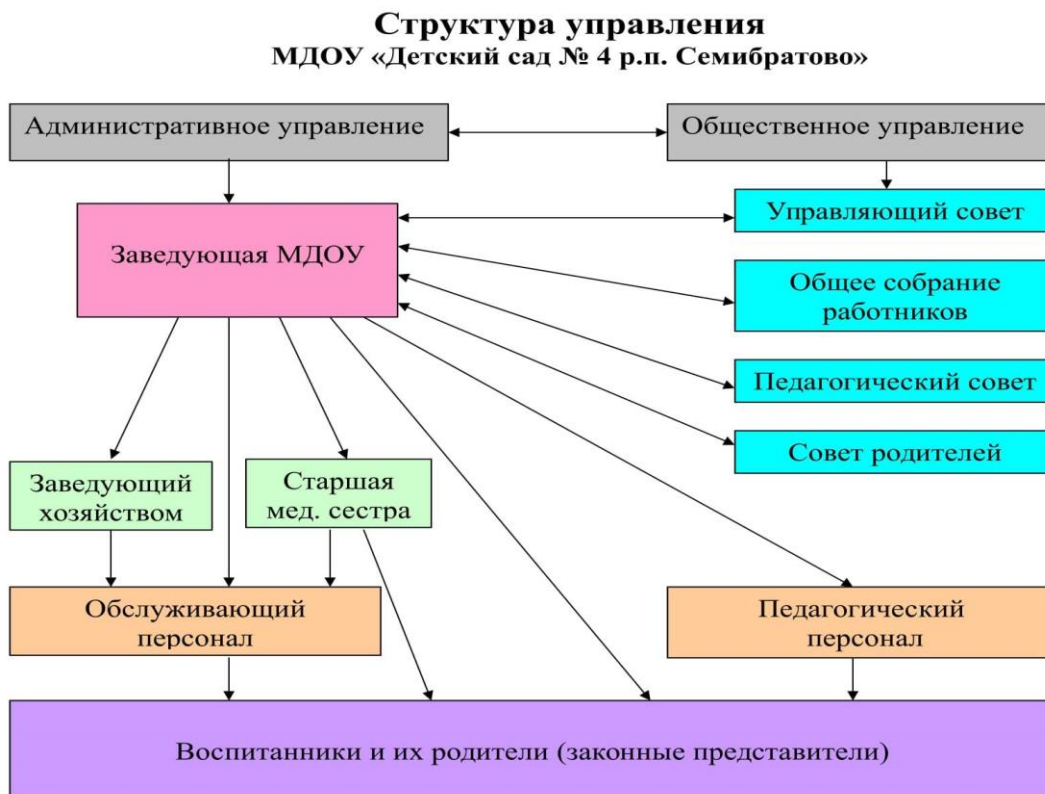 Структура управления
МДОУ «Детский сад № 4 р.п. Семибратово»
Административное управление
Общественное управление
Управляющий совет
Заведующая МДОУ
Общее собрание
работников
Педагогический совет
Совет родителей
Заведующий
хозяйством
Старшая
мед. сестра
Обслуживающий
персонал
Педагогический
персонал
Воспитанники и их родители (законные представители)